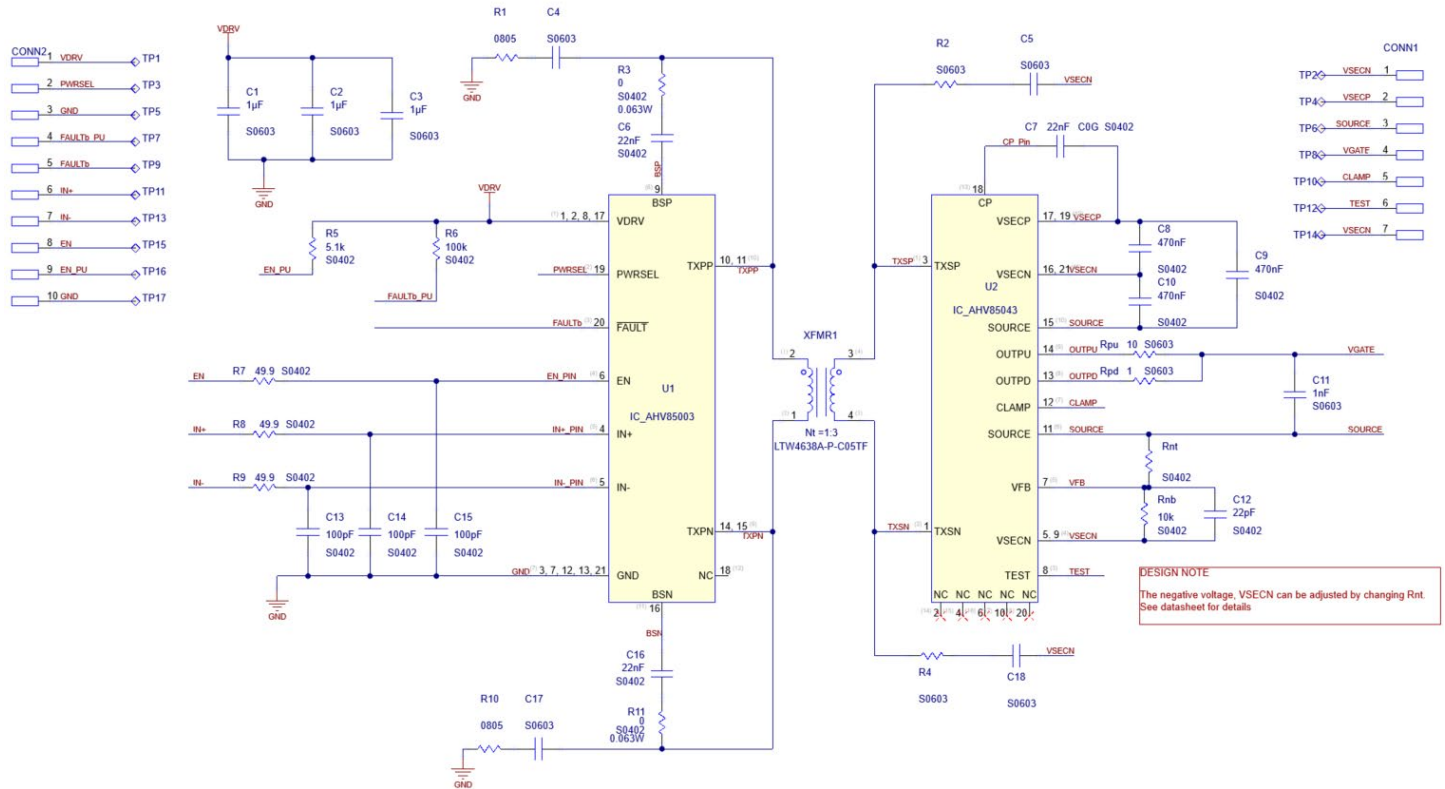 CONN2
1 VDRV TP1
2 PWRSEL TP3
3 GND TP5
4 FAULTb_PU TP7
5 FAULTb TP9
6 IN+ TP11
7 IN- TP13
8 EN TP15
9 EN_PU TP16
10 GND TP17
VDRV
C1
1µF
S0603
C2
1µF
S0603
C3
1µF
S0603
GND
R1
0805
C4
S0603
GND
R3
0
S0402
0.063W
C6
22nF
S0402
BSP
9
BSP
VDRV
R5
5.1k
S0402
EN_PU
R6
100k
S0402
FAULTb_PU
1, 2, 8, 17 VDRV
PWRSEL 19 PWRSEL
FAULTb 20 FAULT
EN R7 49.9 S0402 EN_PIN 6 EN
IN+ R8 49.9 S0402 IN+_PIN 4 IN+
IN- R9 49.9 S0402 IN-_PIN 5 IN-
C13
100pF
S0402
C14
100pF
S0402
C15
100pF
S0402
GND 3, 7, 12, 13, 21 GND
GND
U1
IC_AHV85003
TXPP 10, 11
TXPP
TXPN 14, 15
TXPN
NC 18
BSN
16
BSN
C16
22nF
S0402
R11
0
S0402
0.063W
R10
0805
C17
S0603
GND
XFMR1
2
3
1
4
Nt =1:3
LTW4638A-P-C05TF
R2
S0603
C5
S0603
VSECN
C7 22nF C0G S0402
CP_Pin
18
CP
TXSP 3 TXSP
TXSN 1 TXSN
U2
IC_AHV85043
VSECP 17, 19 VSECP
VSECN 16, 21 VSECN
SOURCE 15 SOURCE
OUTPU 14 OUTPU Rpu 10 S0603
OUTPD 13 OUTPD Rpd 1 S0603
CLAMP 12 CLAMP
SOURCE 11 SOURCE
VFB 7 VFB
VSECN 5, 9 VSECN
TEST 8 TEST
NC NC NC NC NC
2 4 6 10 20
C8
470nF
S0402
C10
470nF
S0402
C9
470nF
S0402
VGATE
C11
1nF
S0603
SOURCE
Rnt
S0402
Rnb
10k
S0402
C12
22pF
S0402
R4
S0603
C18
S0603
VSECN
CONN1
TP2 VSECN 1
TP4 VSECP 2
TP6 SOURCE 3
TP8 VGATE 4
TP10 CLAMP 5
TP12 TEST 6
TP14 VSECN 7
DESIGN NOTE
The negative voltage, VSECN can be adjusted by changing Rnt.
See datasheet for details